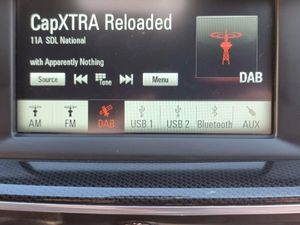 CapXTRA Reloaded
11A SDL National
with Apparently Nothing
Source Tune Menu DAB
AM FM DAB USB 1 USB 2 Bluetooth AUX